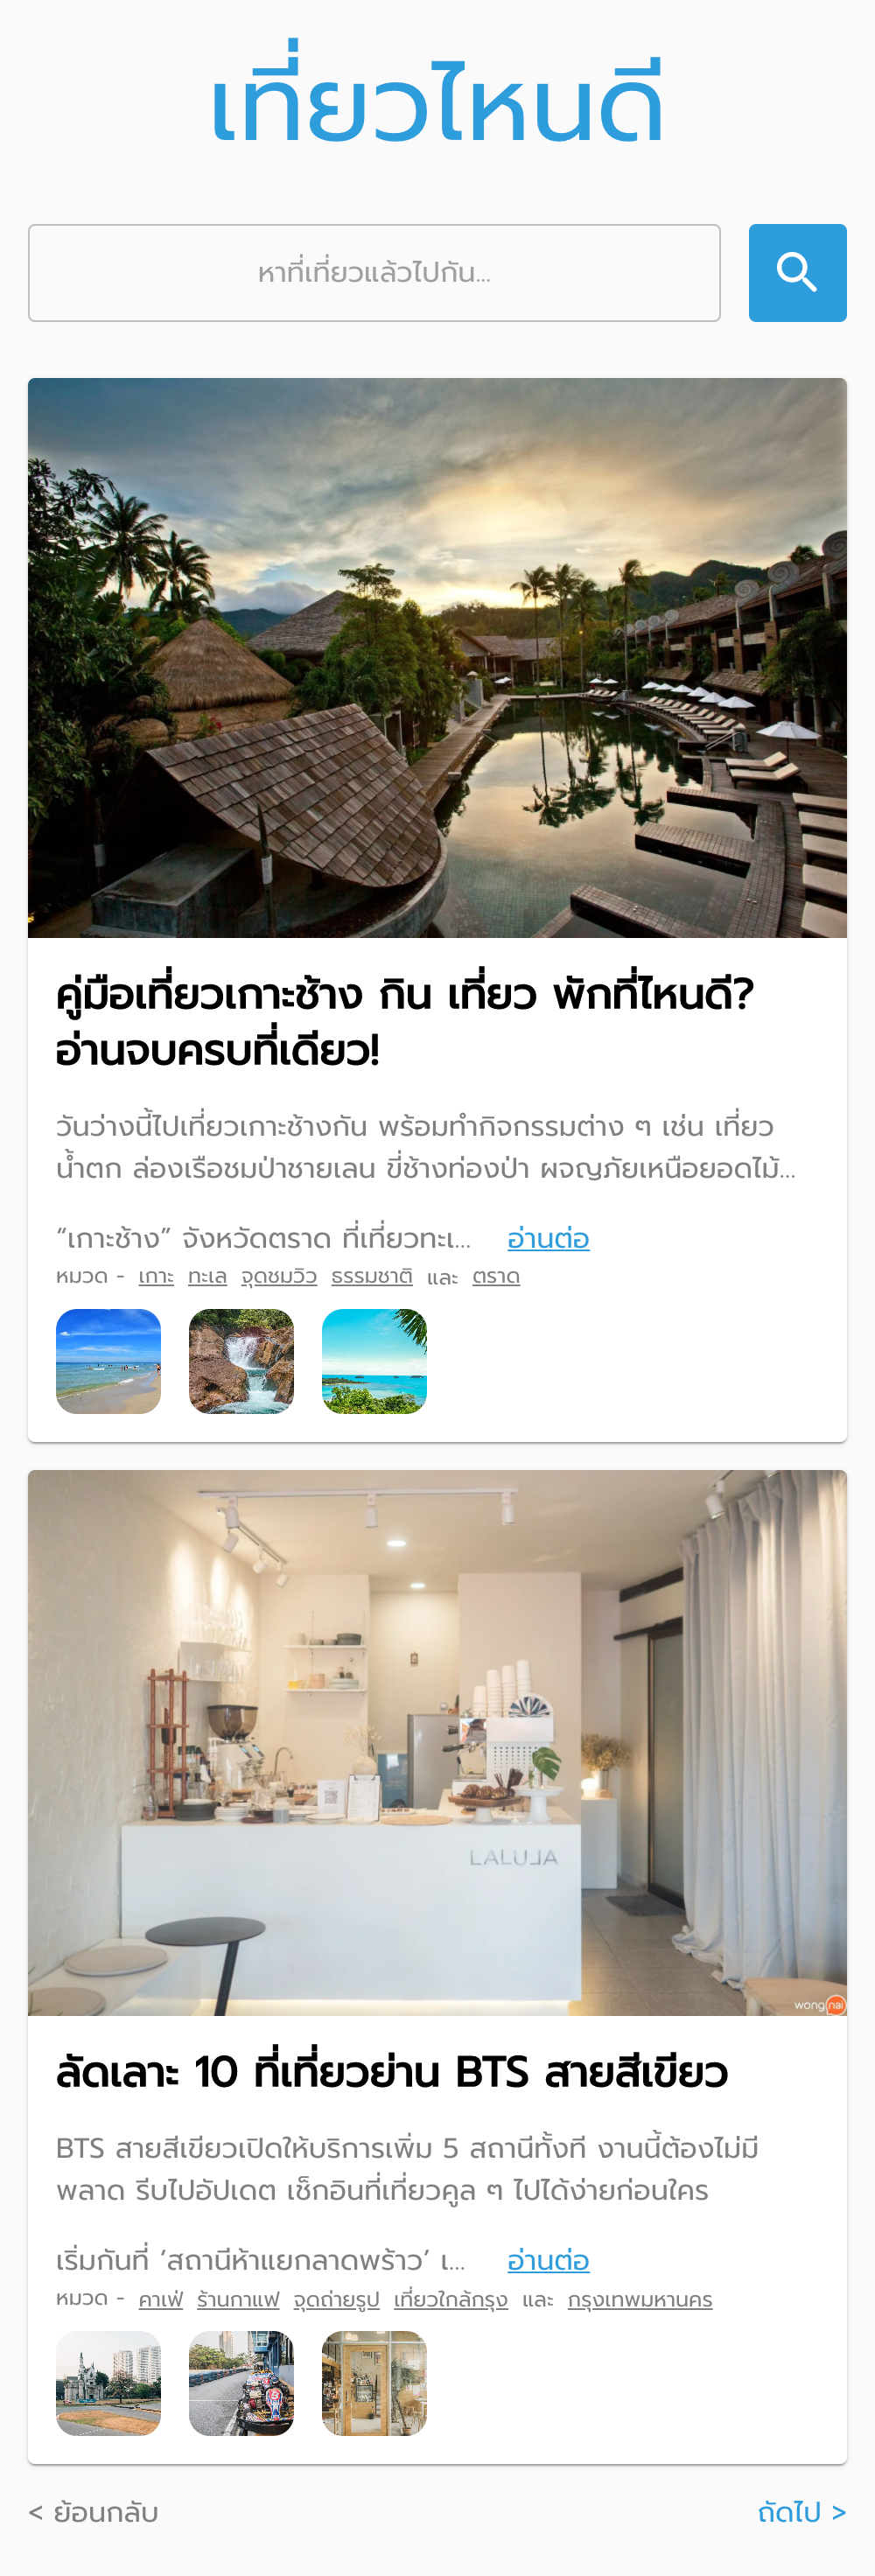 เที่ยวไหนดี
หาที่เที่ยวแล้วไปกัน...
คู่มือเที่ยวเกาะช้าง กิน เที่ยว พักที่ไหนดี?
อ่านจบครบที่เดียว!
วันว่างนี้ไปเที่ยวเกาะช้างกัน พร้อมทำกิจกรรมต่าง ๆ เช่น เที่ยว
น้ำตก ล่องเรือชมป่าชายเลน ขี่ช้างท่องป่า ผจญภัยเหนือยอดไม้...
“เกาะช้าง” จังหวัดตราด ที่เที่ยวทะเ... อ่านต่อ
หมวด - เกาะ ทะเล จุดชมวิว ธรรมชาติ และ ตราด
LALULA
wongnai
ลัดเลาะ 10 ที่เที่ยวย่าน BTS สายสีเขียว
BTS สายสีเขียวเปิดให้บริการเพิ่ม 5 สถานีทั้งที งานนี้ต้องไม่มี
พลาด รีบไปอัปเดต เช็กอินที่เที่ยวคูล ๆ ไปได้ง่ายก่อนใคร
เริ่มกันที่ ‘สถานีห้าแยกลาดพร้าว’ เ... อ่านต่อ
หมวด - คาเฟ่ ร้านกาแฟ จุดถ่ายรูป เที่ยวใกล้กรุง และ กรุงเทพมหานคร
< ย้อนกลับ ถัดไป >